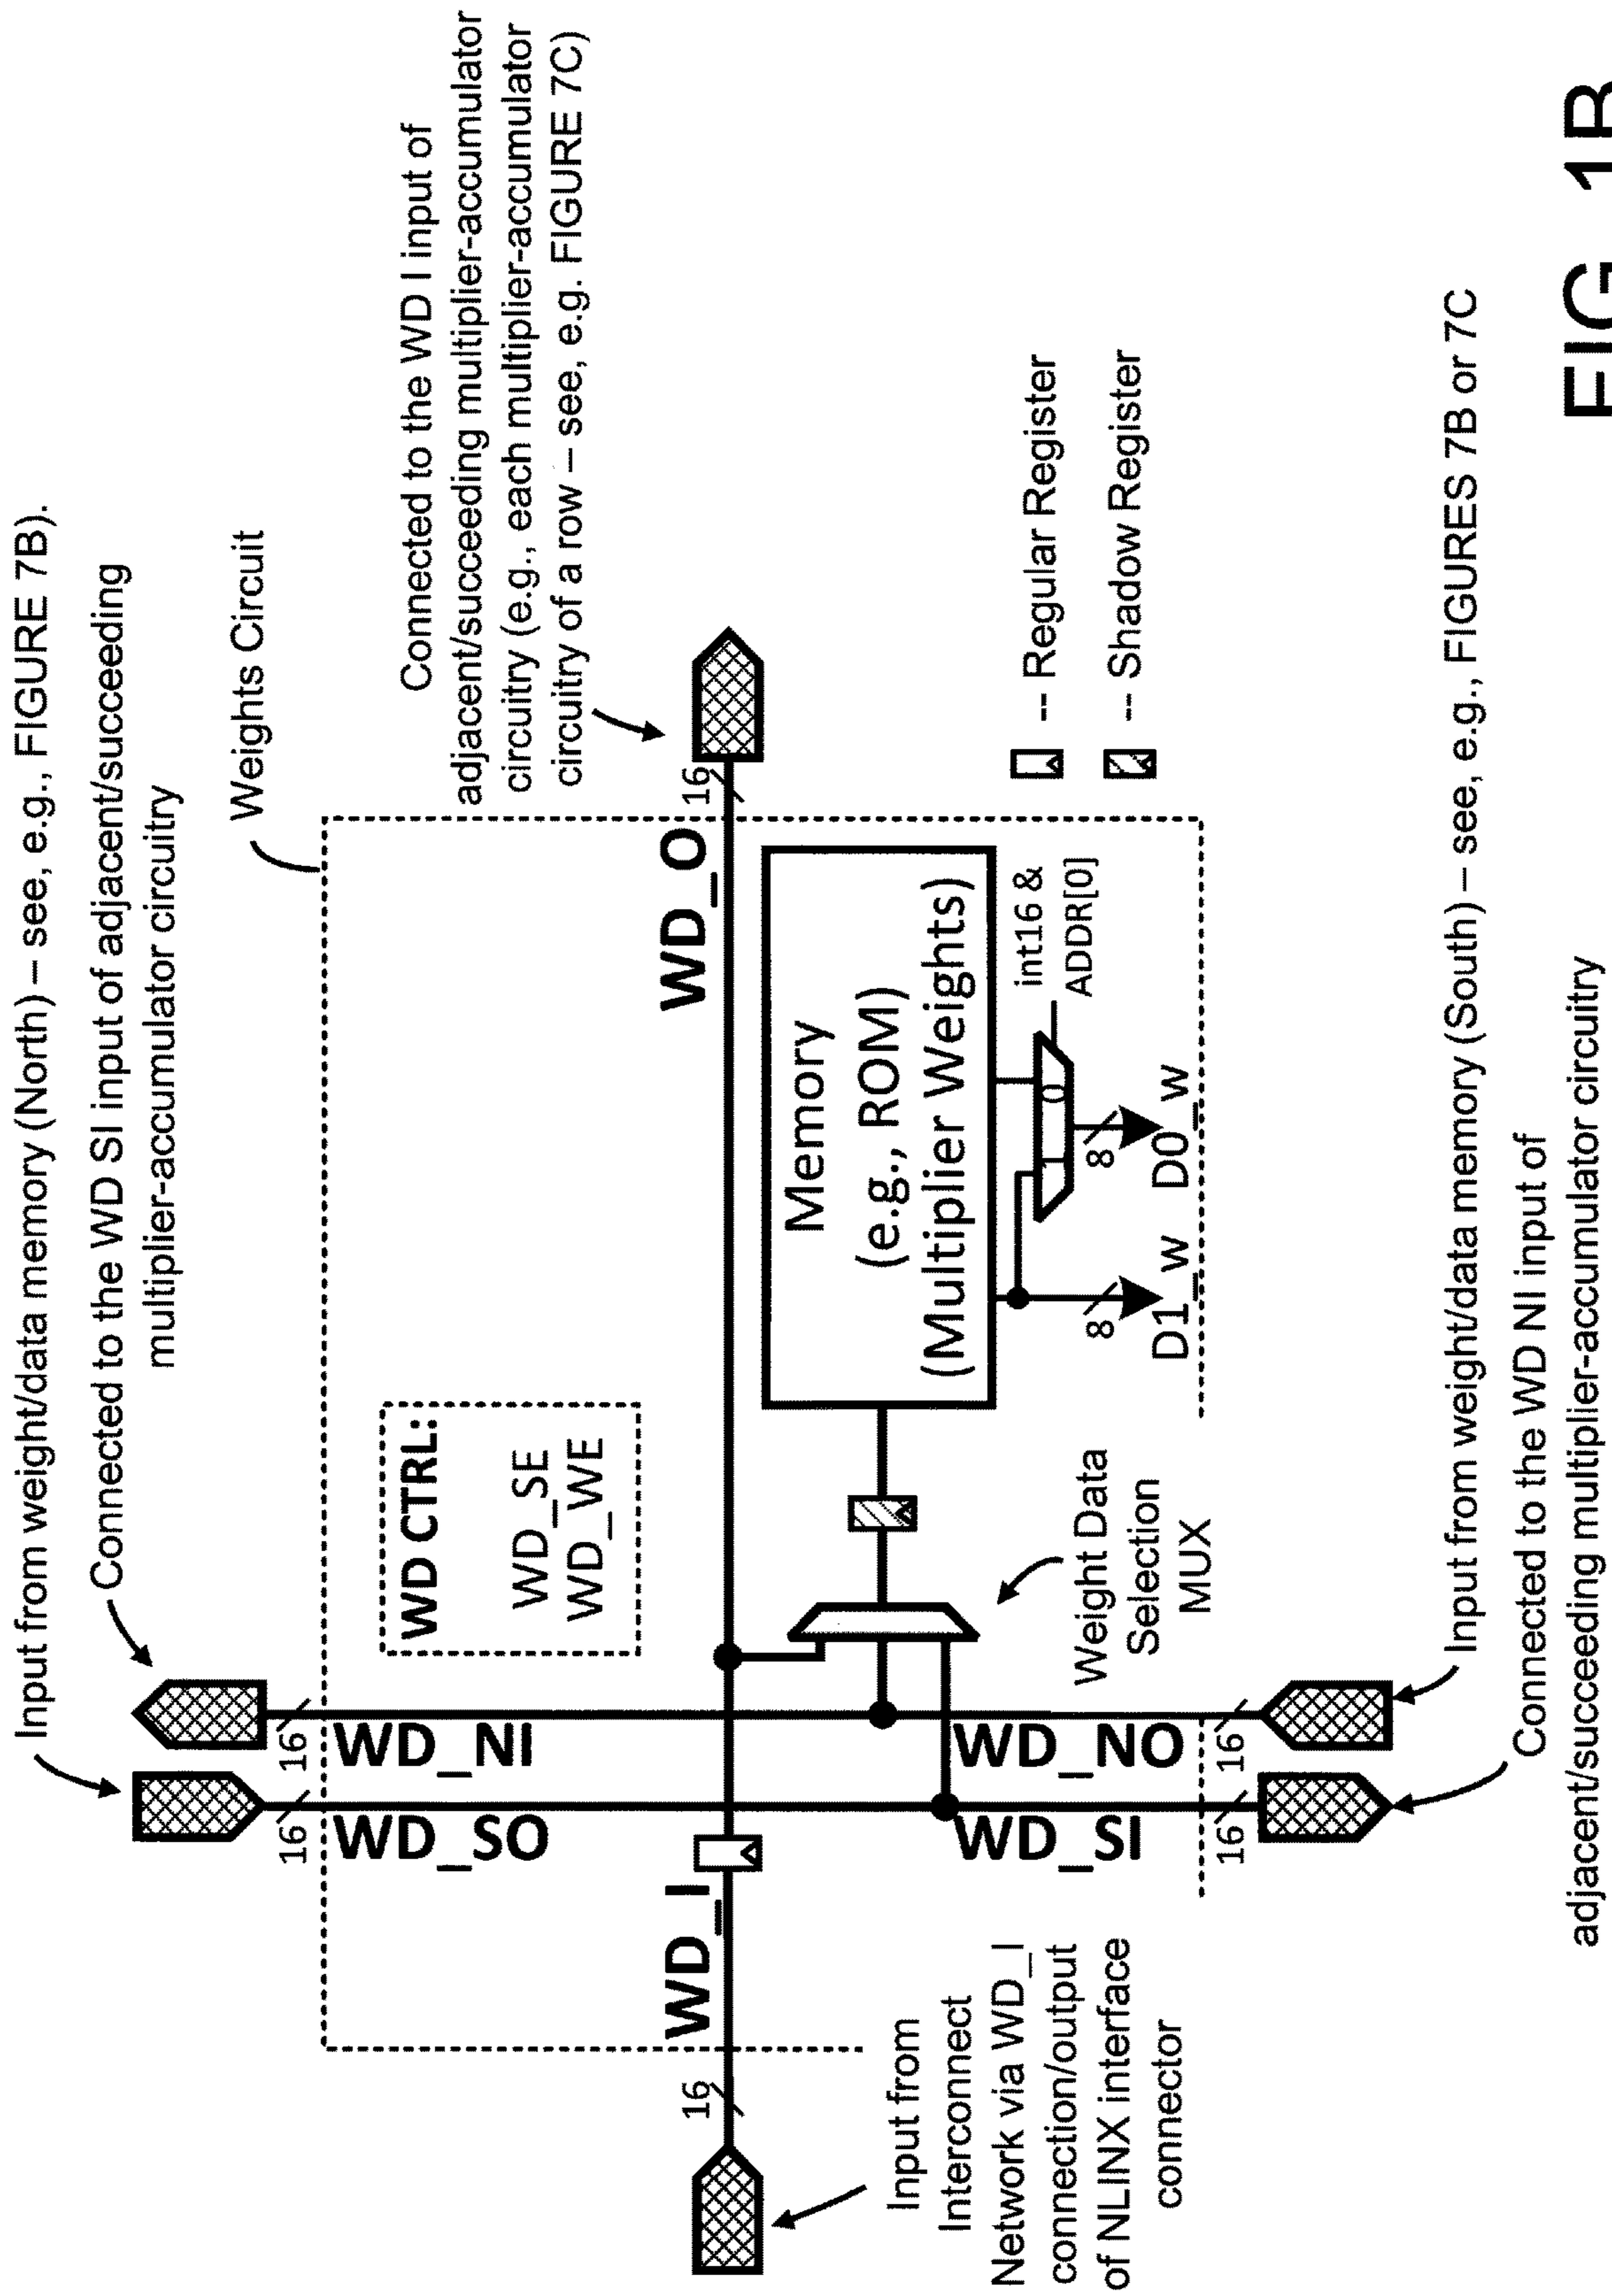 Input from weight/data memory (North) – see, e.g., FIGURE 7B).
Connected to the WD SI input of adjacent/succeeding
multiplier-accumulator circuitry
Weights Circuit
Connected to the WD I input of
adjacent/succeeding multiplier-accumulator
circuitry (e.g., each multiplier-accumulator
circuitry of a row – see, e.g. FIGURE 7C)
16
16
WD_SO
WD_NI
WD CTRL:
WD_SE
WD_WE
16
WD_I
WD_O
16
Input from
Interconnect
Network via WD_I
connection/output
of NLINX interface
connector
Memory
(e.g., ROM)
(Multiplier Weights)
WD_SI
WD_NO
Weight Data
Selection
MUX
1
0
int16 &
ADDR[0]
8
8
D1_w
D0_w
16
16
-- Regular Register
-- Shadow Register
Input from weight/data memory (South) – see, e.g., FIGURES 7B or 7C
Connected to the WD NI input of
adjacent/succeeding multiplier-accumulator circuitry
FIG. 1B